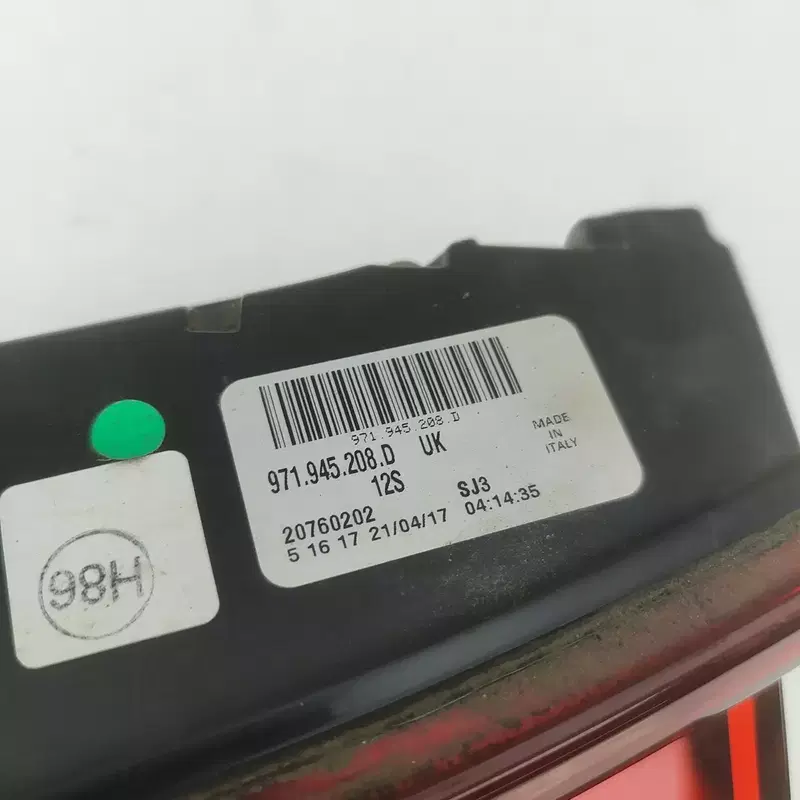 971.945.208.D
971.945.208.D UK
12S SJ3
20760202
5 16 17 21/04/17 04:14:35
MADE
IN
ITALY
98H